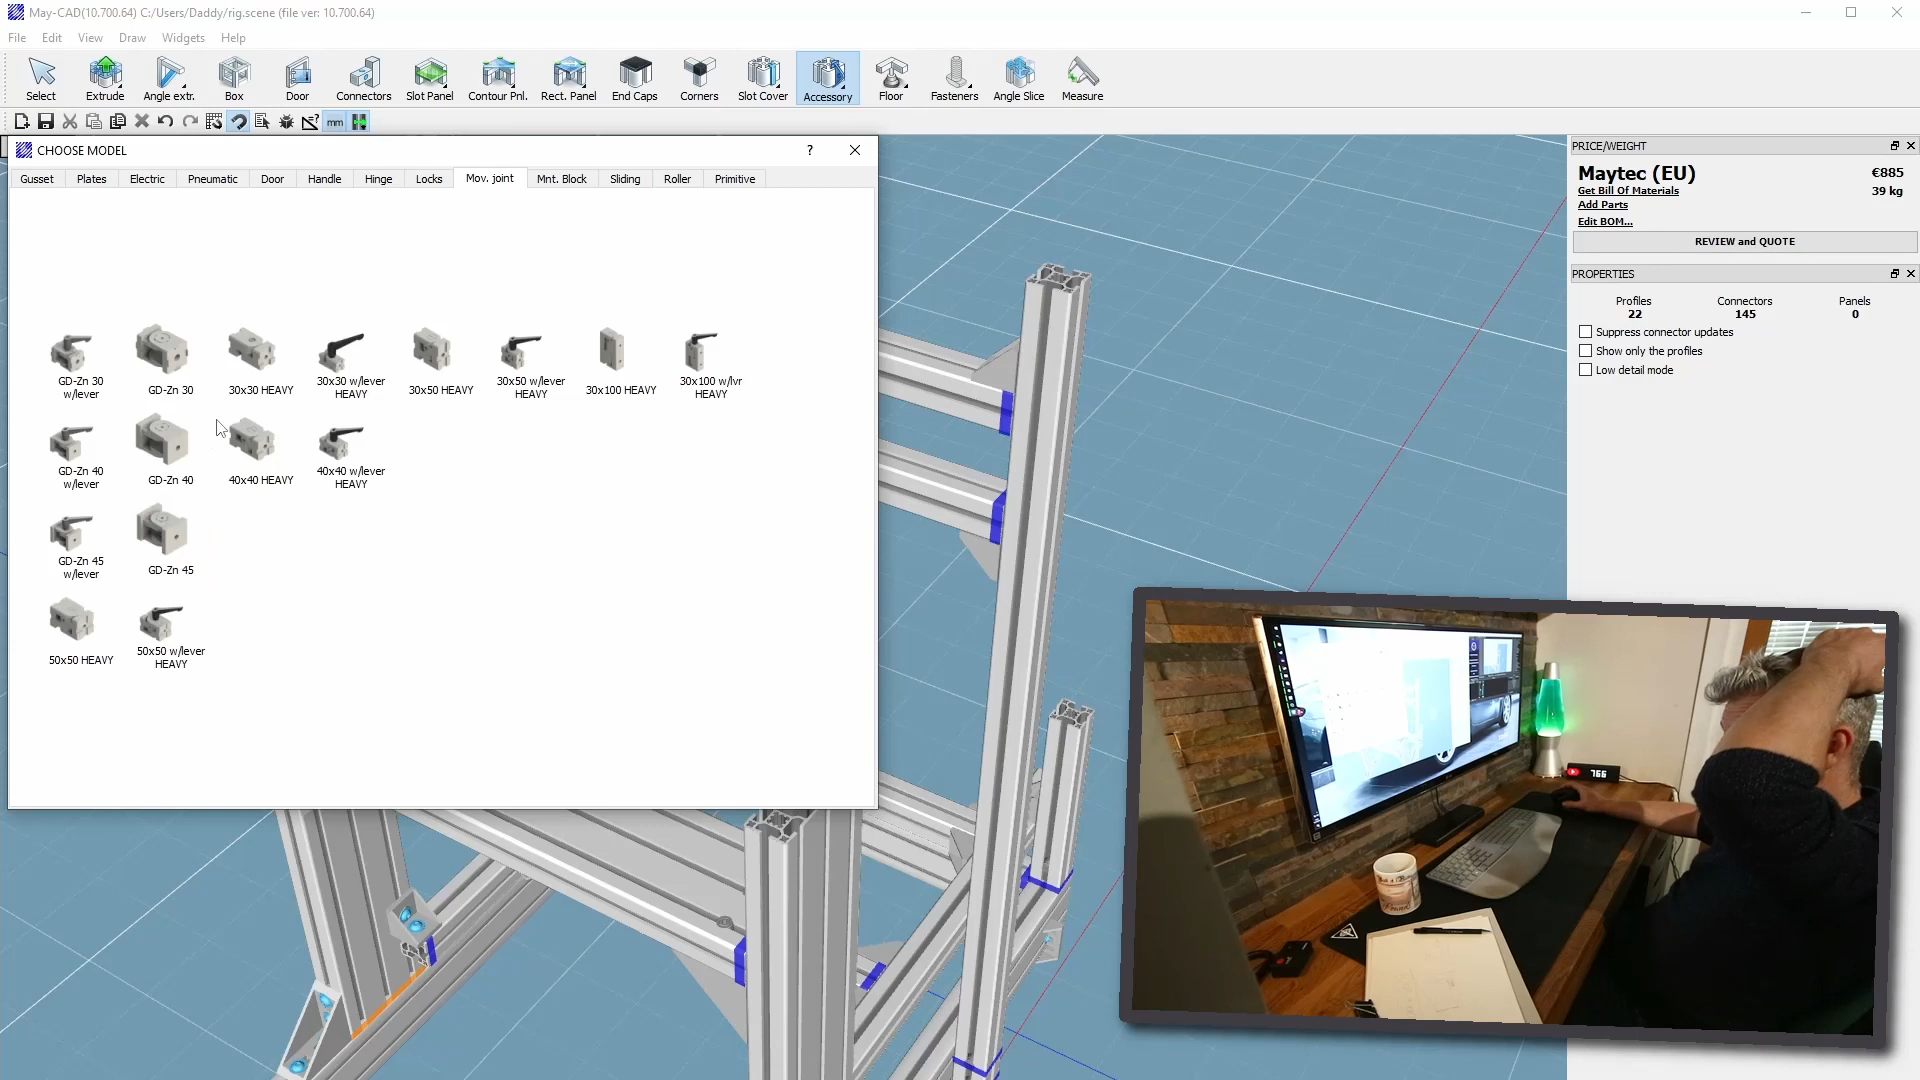 May-CAD(10.700.64) C:/Users/Daddy/rig.scene (file ver: 10.700.64)
File Edit View Draw Widgets Help
Select Extrude Angle extr. Box Door Connectors Slot Panel Contour Pnl. Rect. Panel End Caps Corners Slot Cover Accessory Floor Fasteners Angle Slice Measure
mm
CHOOSE MODEL ?
Gusset Plates Electric Pneumatic Door Handle Hinge Locks Mov. joint Mnt. Block Sliding Roller Primitive
GD-Zn 30 w/lever
GD-Zn 30
30x30 HEAVY
30x30 w/lever HEAVY
30x50 HEAVY
30x50 w/lever HEAVY
30x100 HEAVY
30x100 w/lvr HEAVY
GD-Zn 40 w/lever
GD-Zn 40
40x40 HEAVY
40x40 w/lever HEAVY
GD-Zn 45 w/lever
GD-Zn 45
50x50 HEAVY
50x50 w/lever HEAVY
PRICE/WEIGHT
Maytec (EU) €885
Get Bill Of Materials 39 kg
Add Parts
Edit BOM...
REVIEW and QUOTE
PROPERTIES
Profiles Connectors Panels
22 145 0
Suppress connector updates
Show only the profiles
Low detail mode
766